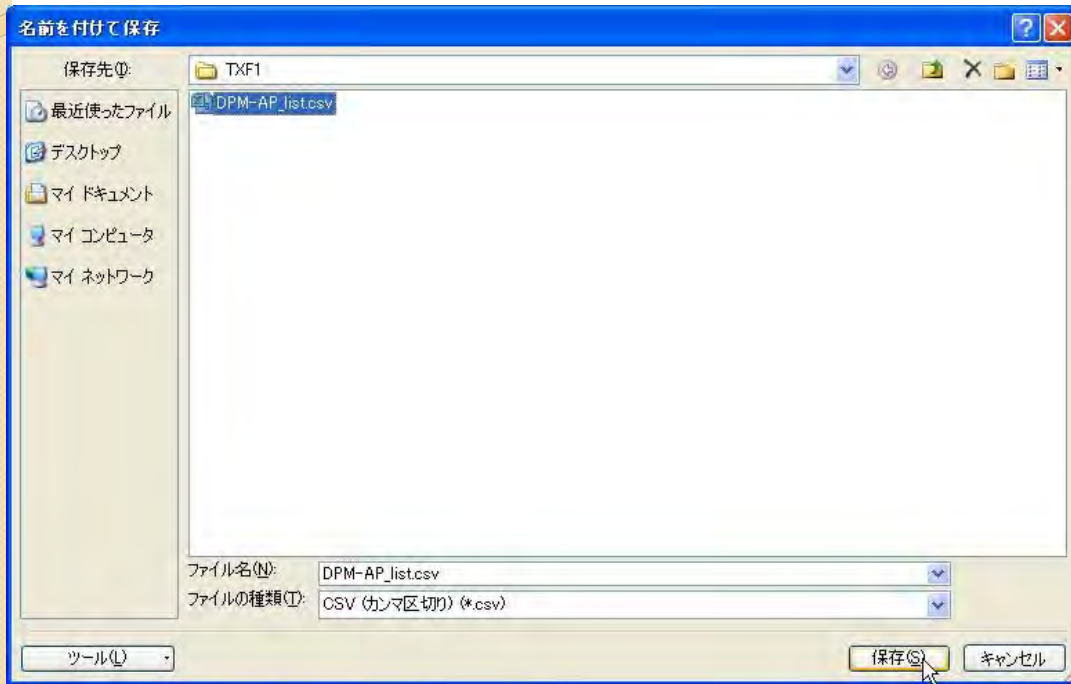 名前を付けて保存
保存先(I):
TXF1
最近使ったファイル
デスクトップ
マイ ドキュメント
マイ コンピュータ
マイ ネットワーク
DPM-AP_list.csv
ファイル名(N):
DPM-AP_list.csv
ファイルの種類(T):
CSV (カンマ区切り) (*.csv)
ツール(L)
保存(S)
キャンセル